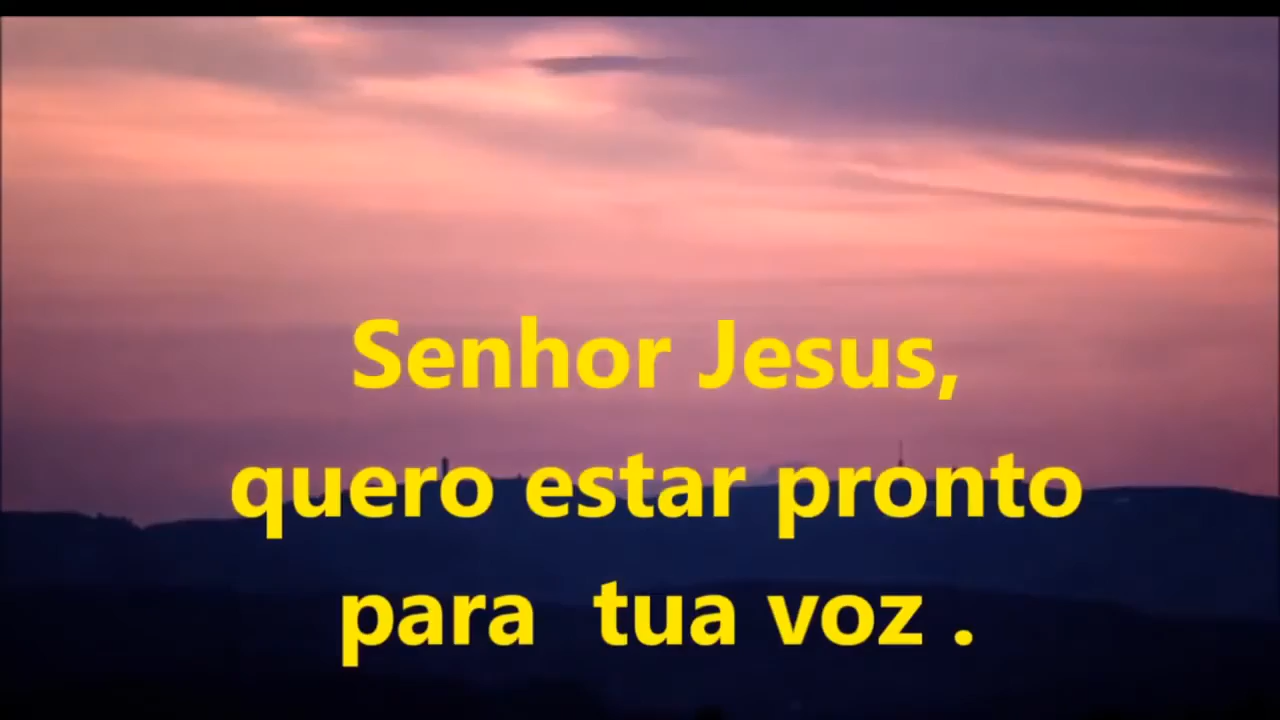 Senhor Jesus,
quero estar pronto
para  tua voz .